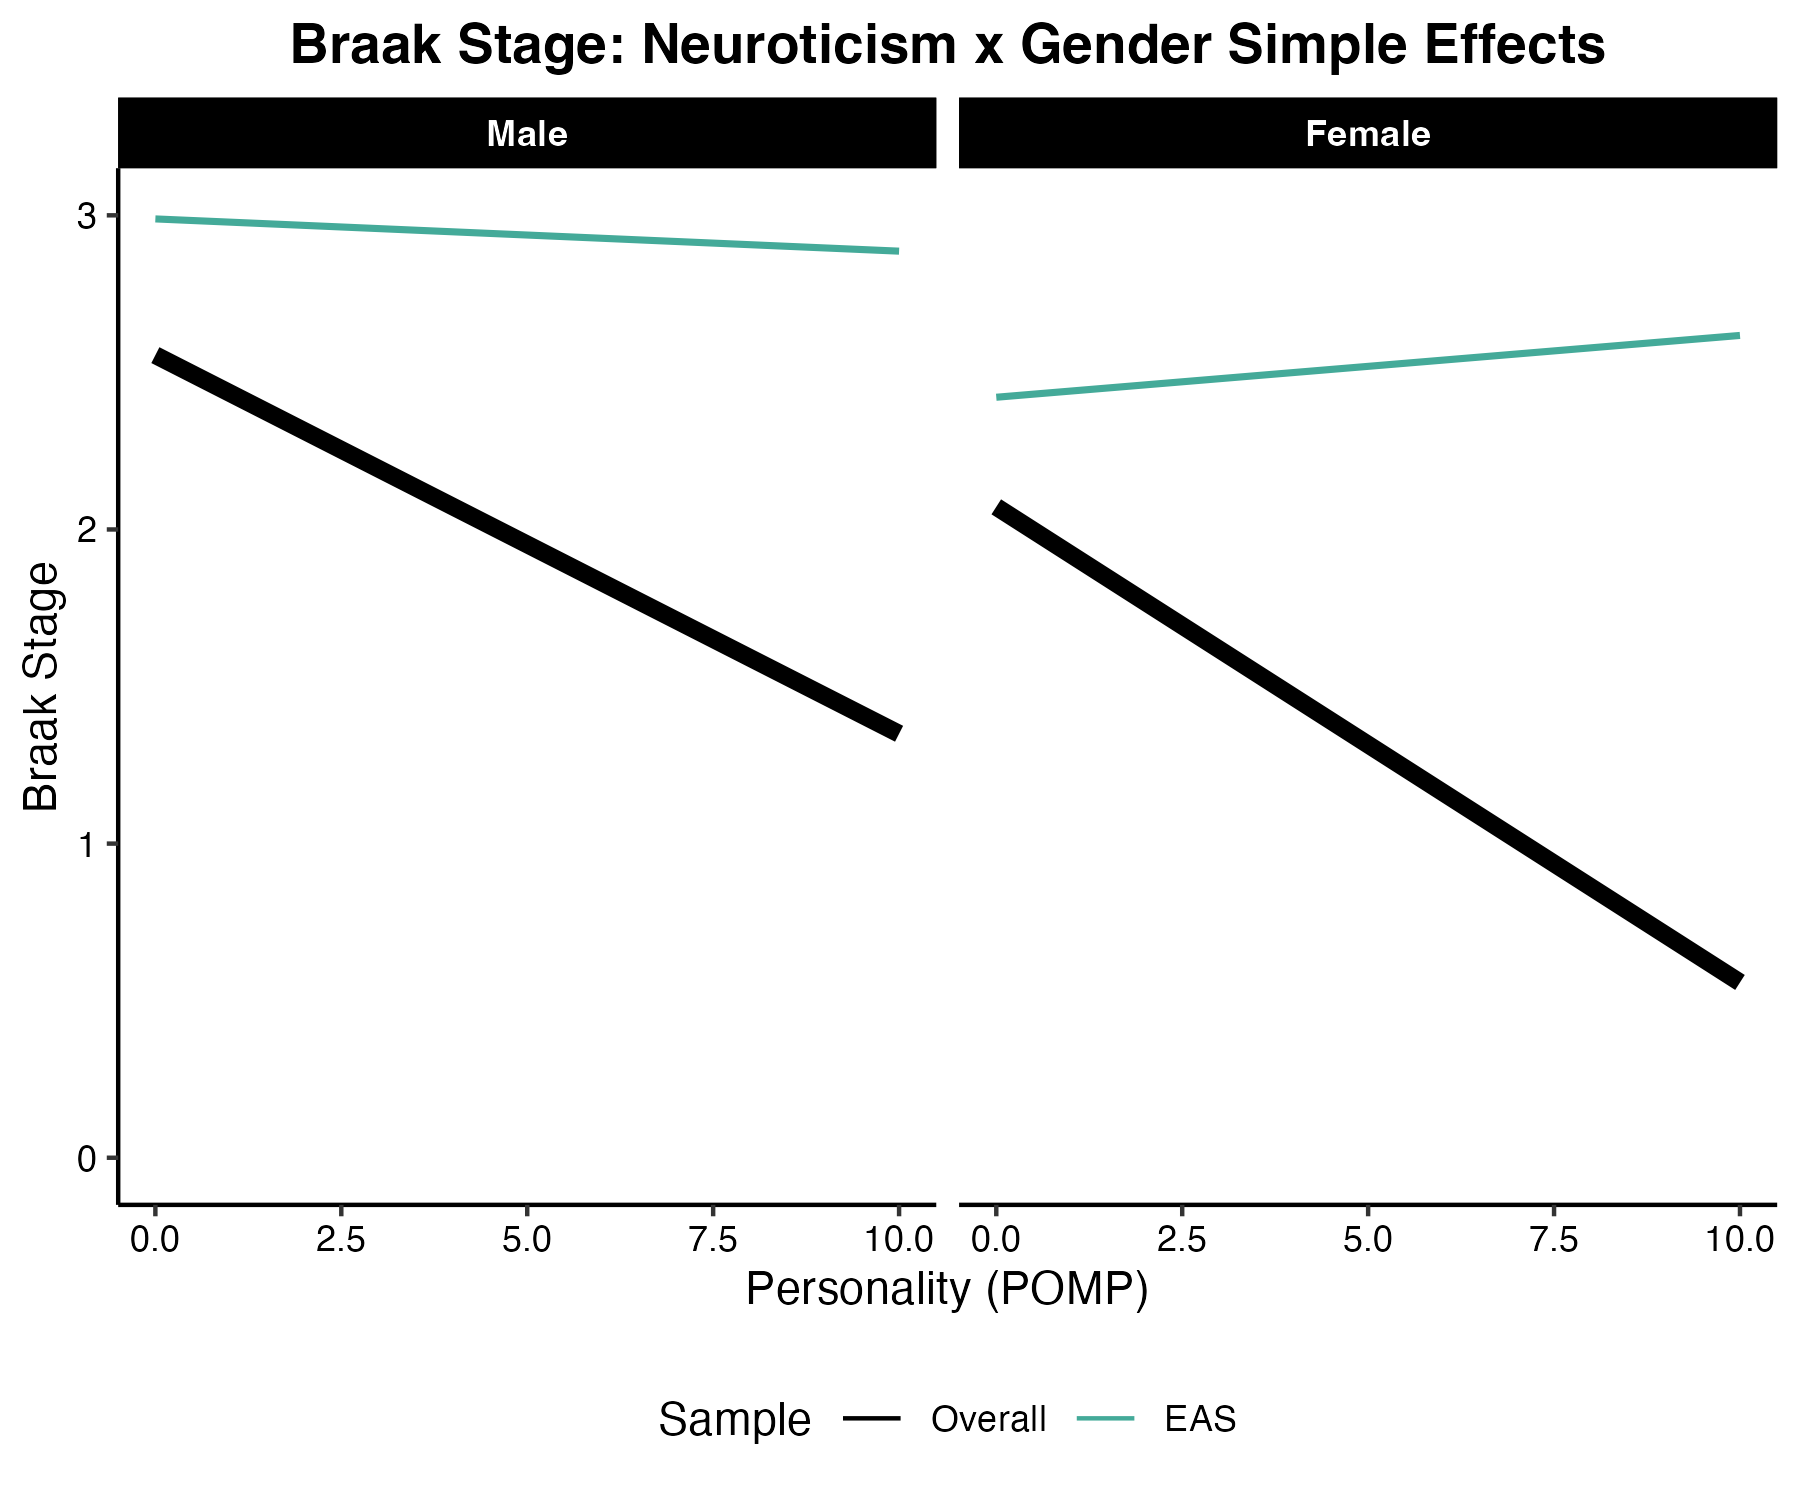 Braak Stage: Neuroticism x Gender Simple Effects
Male Female
3
2
1
0
Braak Stage
0.0 2.5 5.0 7.5 10.0 0.0 2.5 5.0 7.5 10.0
Personality (POMP)
Sample Overall EAS